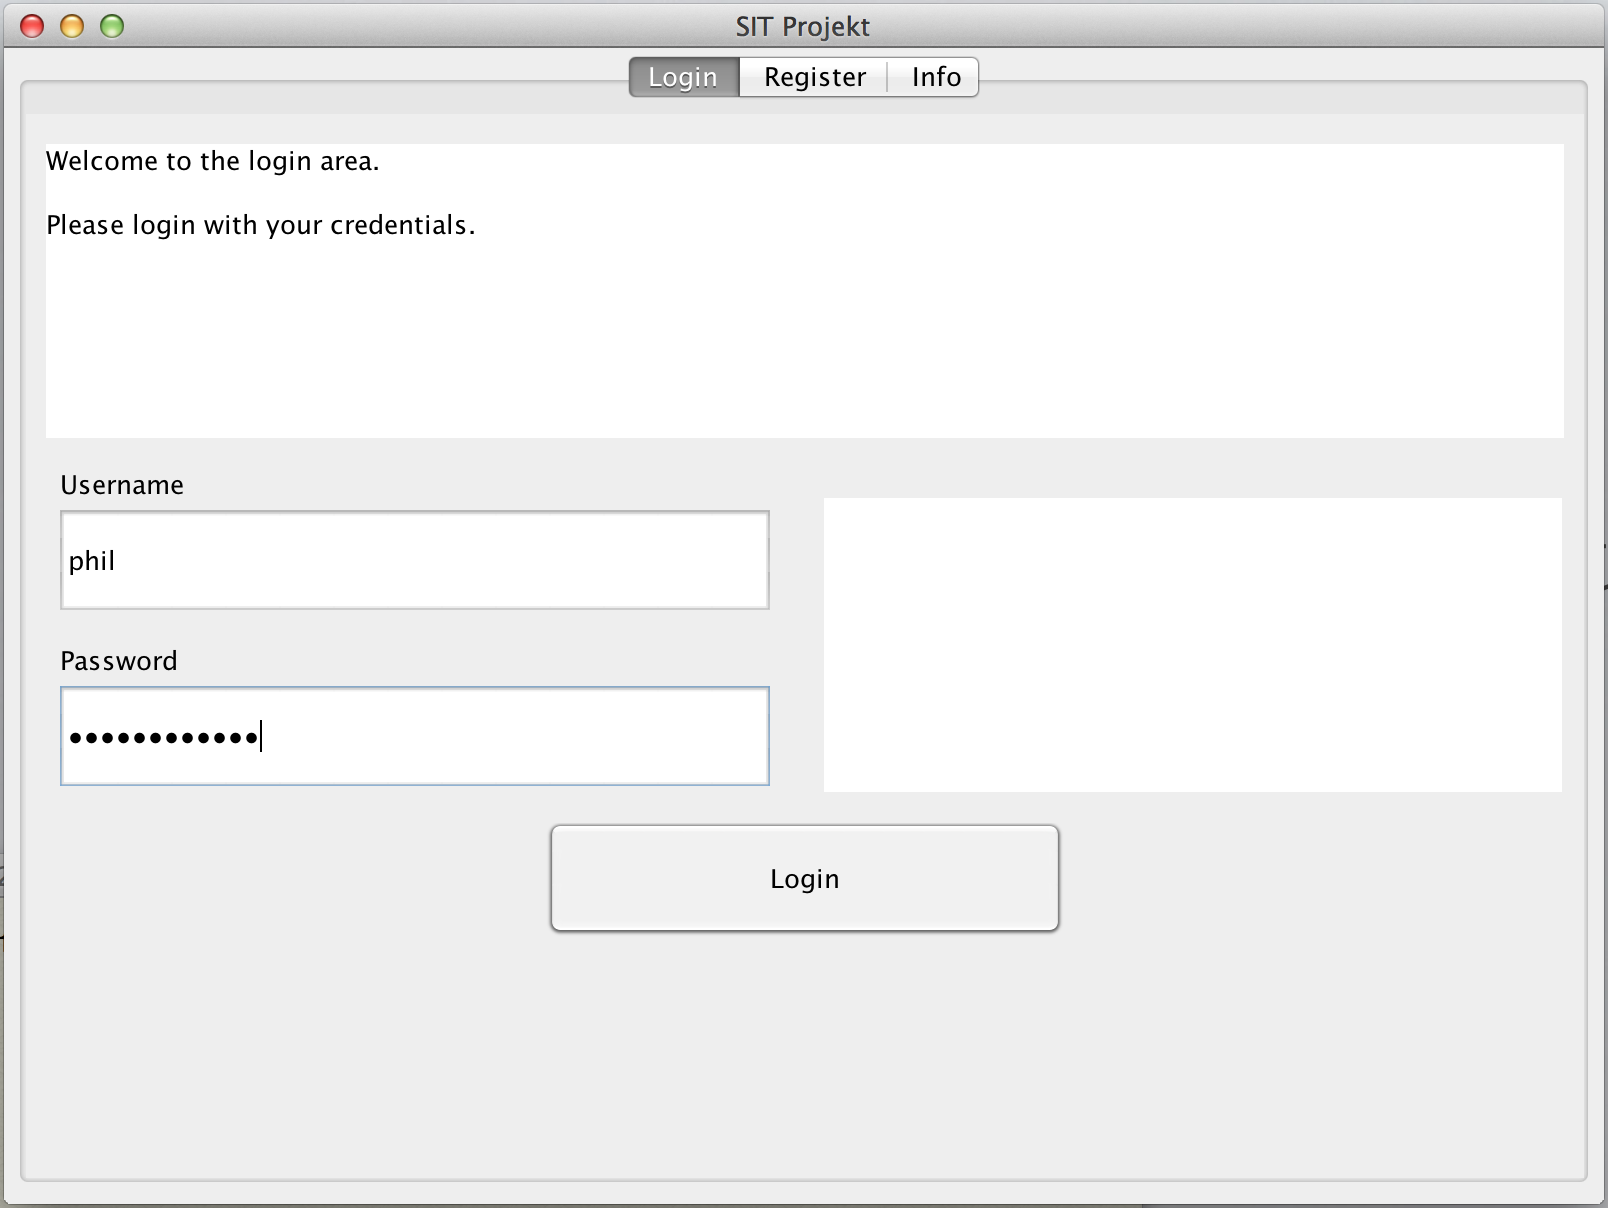 SIT Projekt
Login Register Info
Welcome to the login area.
Please login with your credentials.
Username
phil
Password
••••••••••••
Login